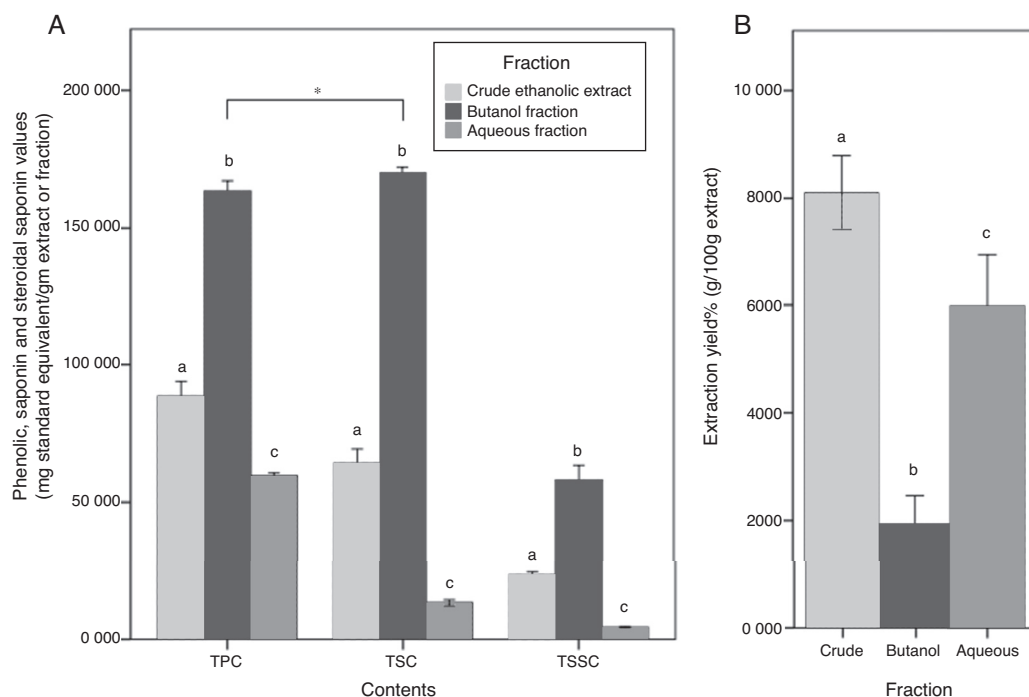 A
Phenolic, saponin and steroidal saponin values
(mg standard equivalent/gm extract or fraction)
200 000
150 000
100 000
50 000
0 000
Fraction
Crude ethanolic extract
Butanol fraction
Aqueous fraction
*
a
b
c
a
b
c
a
b
c
TPC
TSC
TSSC
Contents
B
Extraction yield% (g/100g extract)
10 000
8000
6000
4000
2000
0 000
a
b
c
Crude
Butanol
Aqueous
Fraction